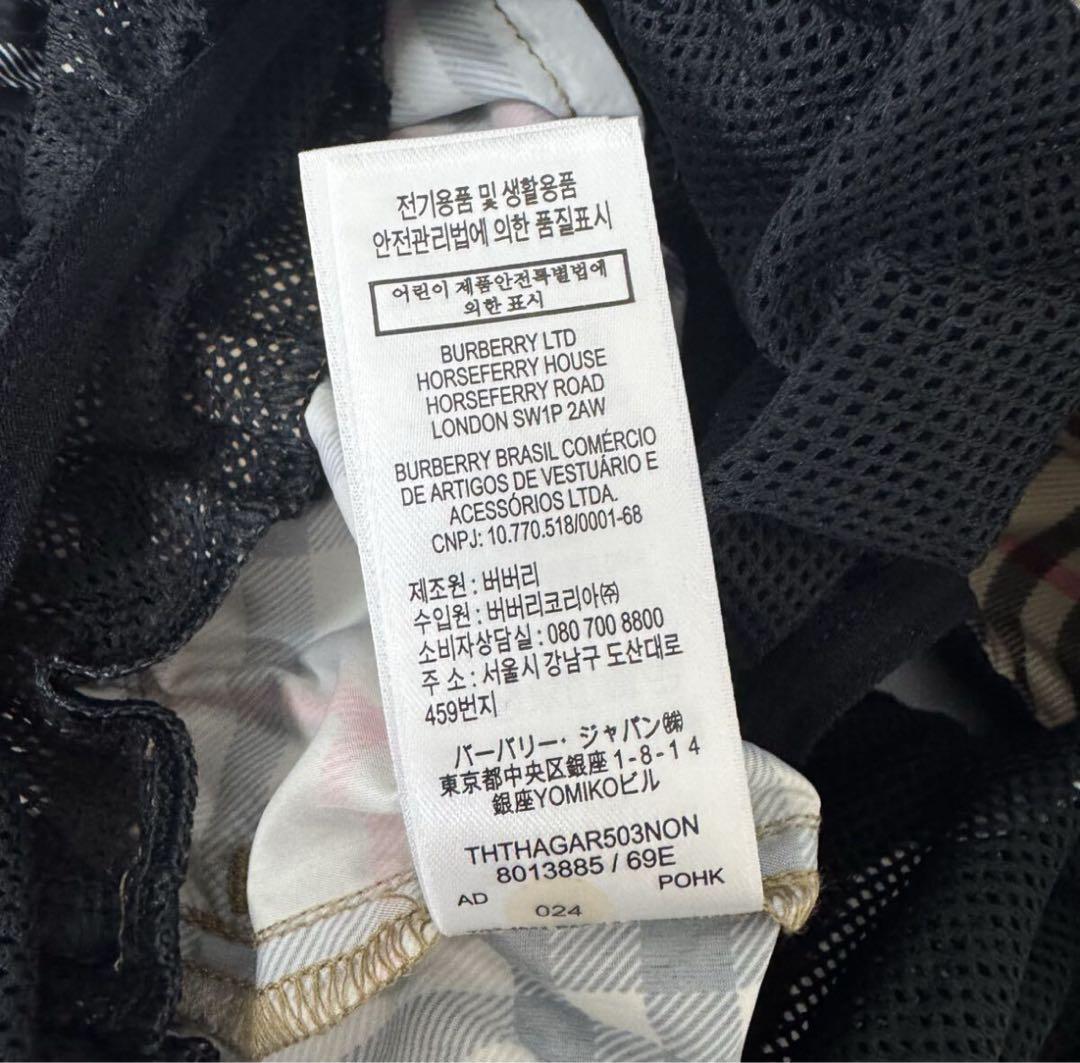 전기용품 및 생활용품
안전관리법에 의한 품질표시
어린이 제품안전특별법에
의한 표시
BURBERRY LTD
HORSEFERRY HOUSE
HORSEFERRY ROAD
LONDON SW1P 2AW
BURBERRY BRASIL COMÉRCIO
DE ARTIGOS DE VESTUÁRIO E
ACESSÓRIOS LTDA.
CNPJ: 10.770.518/0001-68
제조원 : 버버리
수입원 : 버버리코리아㈜
소비자상담실 : 080 700 8800
주 소 : 서울시 강남구 도산대로
459번지
バーバリー・ジャパン㈱
東京都中央区銀座 1-8-14
銀座YOMIKOビル
THTHAGAR503NON
8013885 / 69E
AD 024 POHK